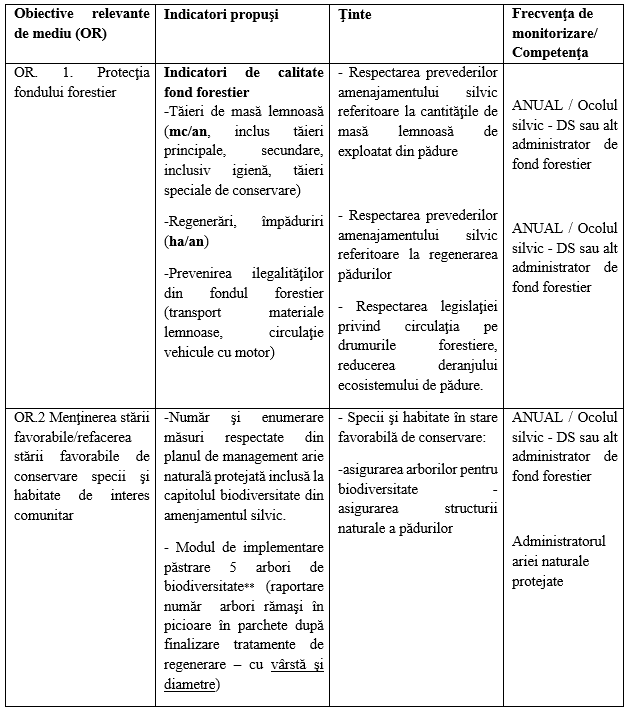 Obiective relevante
de mediu (OR)
Indicatori propuşi
Ţinte
Frecvenţa de
monitorizare/
Competenţa
OR. 1. Protecţia
fondului forestier
Indicatori de calitate
fond forestier
-Tăieri de masă lemnoasă
(mc/an, inclus tăieri
principale, secundare,
inclusiv igienă, tăieri
speciale de conservare)
-Regenerări, împăduriri
(ha/an)
-Prevenirea ilegalităţilor
din fondul forestier
(transport materiale
lemnoase, circulaţie
vehicule cu motor)
- Respectarea prevederilor
amenajamentului silvic
referitoare la cantităţile de
masă lemnoasă de
exploatat din pădure
- Respectarea prevederilor
amenajamentului silvic
referitoare la regenerarea
pădurilor
- Respectarea legislaţiei
privind circulaţia pe
drumurile forestiere,
reducerea deranjului
ecosistemului de pădure.
ANUAL / Ocolul
silvic - DS sau alt
administrator de
fond forestier
ANUAL / Ocolul
silvic - DS sau alt
administrator de
fond forestier
OR.2 Menţinerea stării
favorabile/refacerea
stării favorabile de
conservare specii şi
habitate de interes
comunitar
-Număr şi enumerare
măsuri respectate din
planul de management arie
naturală protejată inclusă la
capitolul biodiversitate din
amenjamentul silvic.
- Modul de implementare
păstrare 5 arbori de
biodiversitate** (raportare
număr arbori rămaşi în
picioare în parchete după
finalizare tratamente de
regenerare – cu vârstă şi
diametre)
- Specii şi habitate în stare
favorabilă de conservare:
-asigurarea arborilor pentru
biodiversitate -
asigurarea structurii
naturale a pădurilor
ANUAL / Ocolul
silvic - DS sau alt
administrator de
fond forestier
Administratorul
ariei naturale
protejate